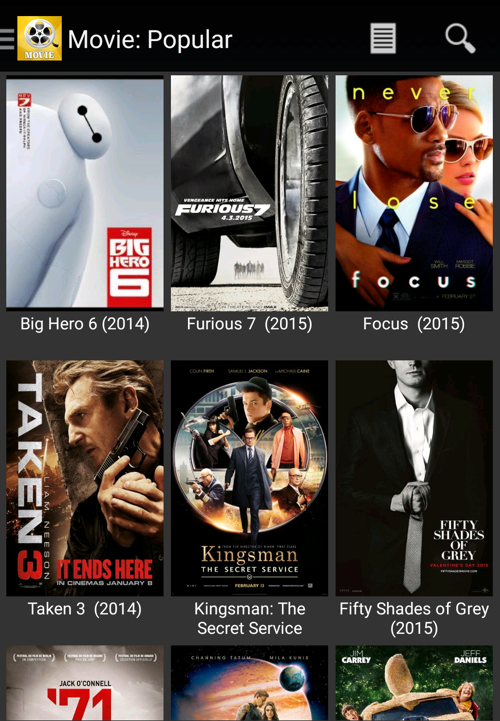 MOVIE
Movie: Popular
Disney
BIG
HERO
6
Big Hero 6 (2014)
VENGEANCE HITS HOME
FURIOUS 7
4.3.2015
Furious 7 (2015)
never
lose
WILL SMITH
MARGOT ROBBIE
focus
FEBRUARY 27
Focus (2015)
TAKEN 3
LIAM NEESON
IT ENDS HERE
IN CINEMAS JANUARY 8
Taken 3 (2014)
COLIN FIRTH
SAMUEL L. JACKSON
MICHAEL CAINE
Kingsman
THE SECRET SERVICE
FEBRUARY 13
Kingsman: The
Secret Service
FIFTY
SHADES
OF
GREY
VALENTINE'S DAY 2015
Fifty Shades of Grey
(2015)
JACK O'CONNELL
'71
CHANNING TATUM
MILA KUNIS
JIM
CARREY
JEFF
DANIELS